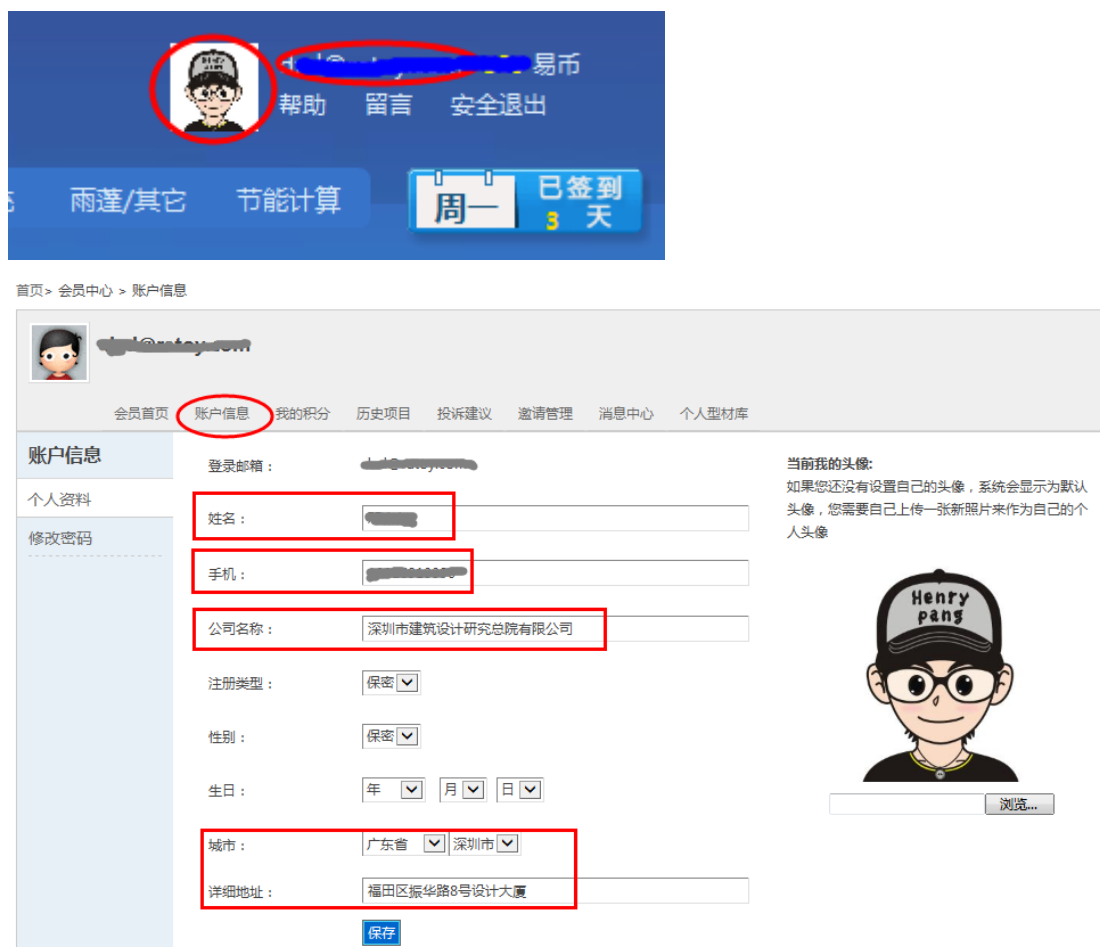 易币
帮助 留言 安全退出
雨蓬/其它 节能计算 周一 已签到 3 天
首页> 会员中心 > 账户信息
会员首页 账户信息 我的积分 历史项目 投诉建议 邀请管理 消息中心 个人型材库
账户信息
个人资料
修改密码
登录邮箱：
姓名：
手机：
公司名称： 深圳市建筑设计研究总院有限公司
注册类型： 保密
性别： 保密
生日： 年 月 日
城市： 广东省 深圳市
详细地址： 福田区振华路8号设计大厦
保存
当前我的头像:
如果您还没有设置自己的头像，系统会显示为默认
头像，您需要自己上传一张新照片来作为自己的个
人头像
Henry
pang
浏览...